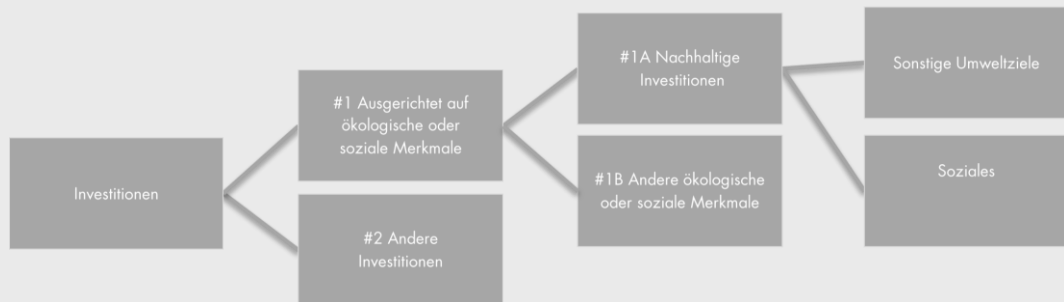 Investitionen
#1 Ausgerichtet auf
ökologische oder
soziale Merkmale
#2 Andere
Investitionen
#1A Nachhaltige
Investitionen
#1B Andere ökologische
oder soziale Merkmale
Sonstige Umweltziele
Soziales